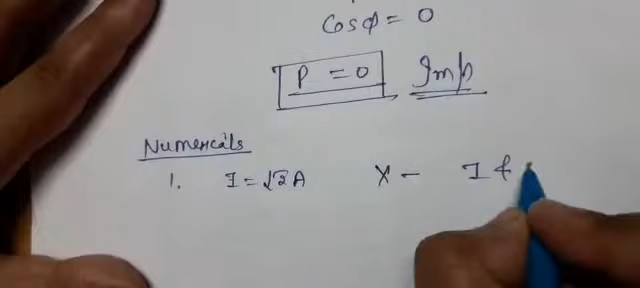 Cosφ = 0
P = 0 Imp
Numericals
1. I = √2 A X - I &